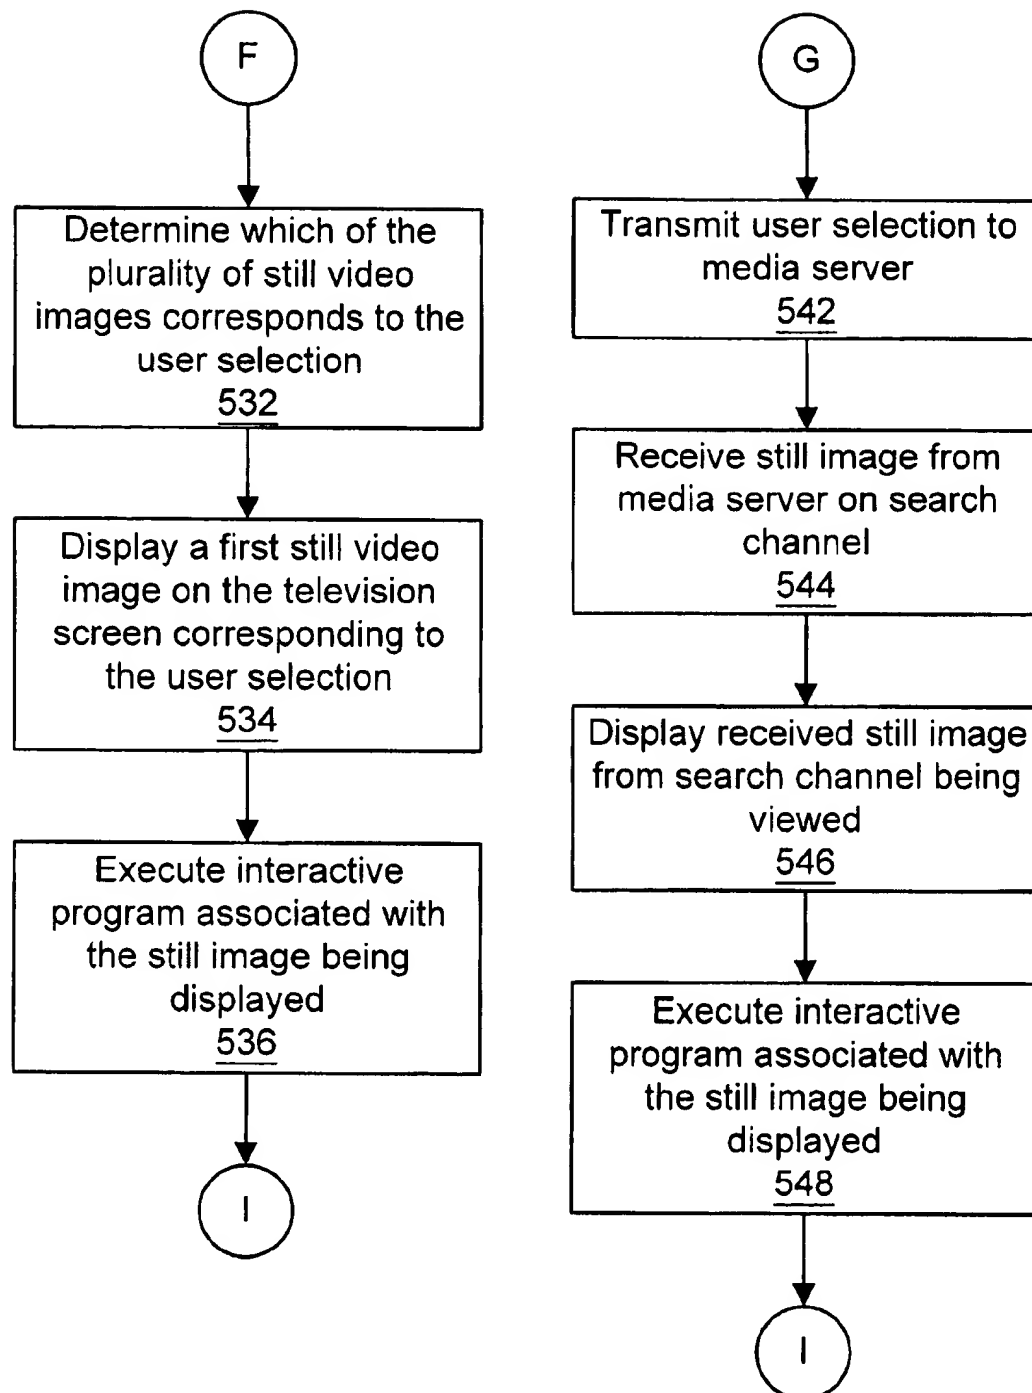 F
Determine which of the
plurality of still video
images corresponds to the
user selection
532
Display a first still video
image on the television
screen corresponding to
the user selection
534
Execute interactive
program associated with
the still image being
displayed
536
I
G
Transmit user selection to
media server
542
Receive still image from
media server on search
channel
544
Display received still image
from search channel being
viewed
546
Execute interactive
program associated with
the still image being
displayed
548
I